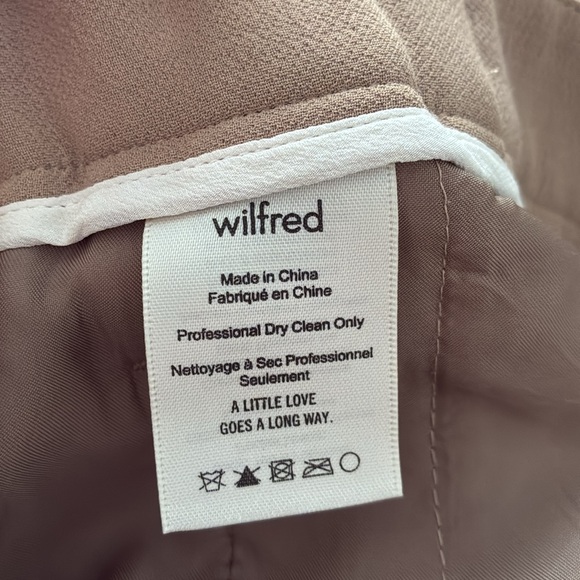 wilfred
Made in China
Fabriqué en Chine
Professional Dry Clean Only
Nettoyage à Sec Professionnel
Seulement
A LITTLE LOVE
GOES A LONG WAY.